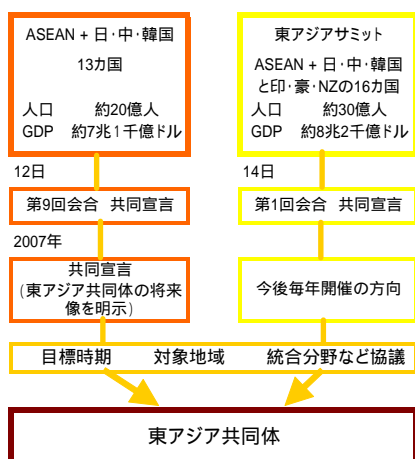 ASEAN + 日・中・韓国
13カ国
人口　約20億人
GDP　約7兆1千億ドル
12日
第9回会合 共同宣言
2007年
共同宣言
(東アジア共同体の将来
像を明示)
東アジアサミット
ASEAN + 日・中・韓国
と印・豪・NZの16カ国
人口　約30億人
GDP　約8兆2千億ドル
14日
第1回会合 共同宣言
今後毎年開催の方向
目標時期　対象地域　統合分野など協議
東アジア共同体